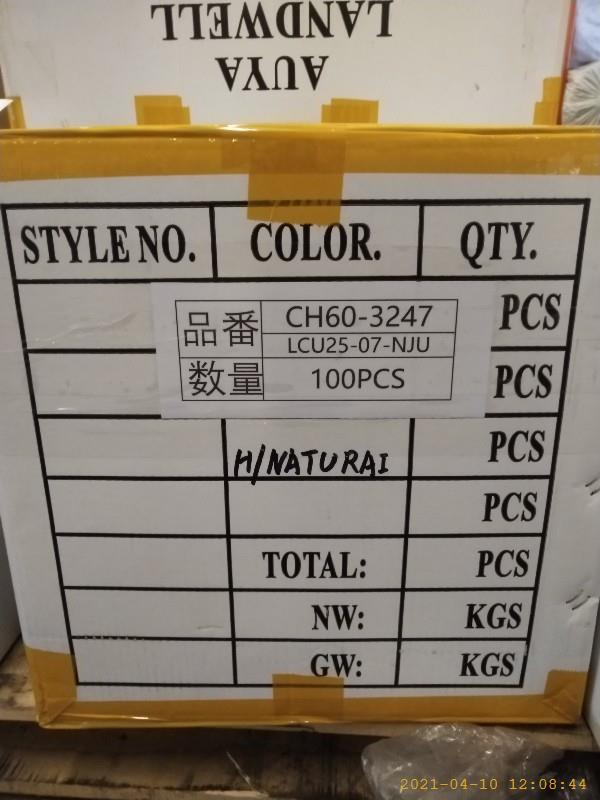 LANDWELL
AUYA
STYLE NO. COLOR. QTY.
PCS
品番 CH60-3247
LCU25-07-NJU
数量 100PCS
PCS
H/NATURAI PCS
PCS
TOTAL: PCS
NW: KGS
GW: KGS
2021-04-10 12:08:44